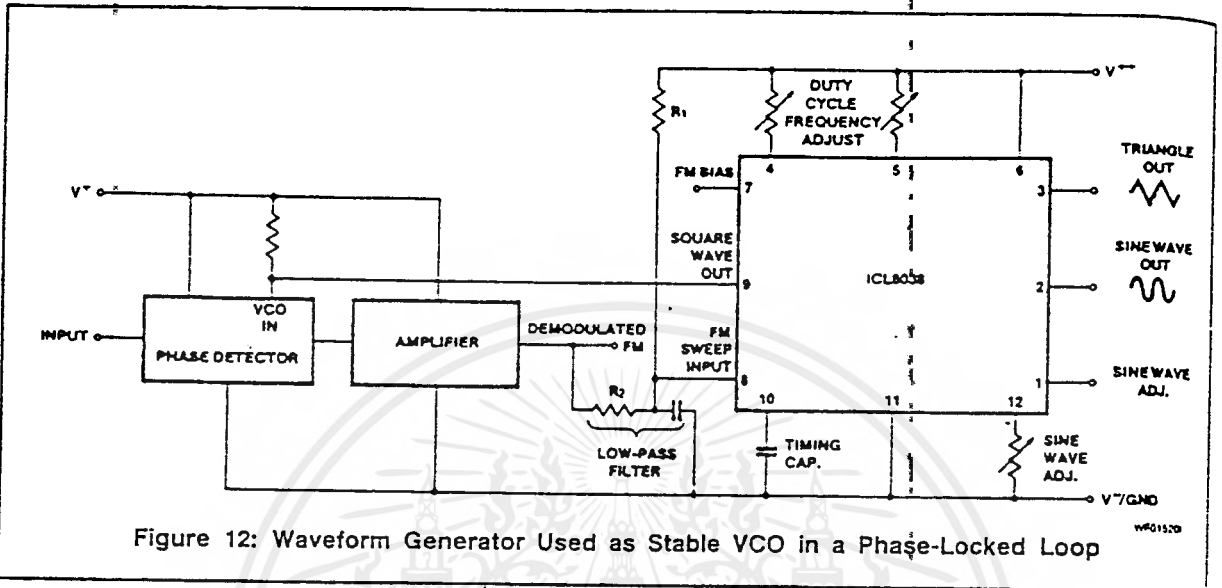 V⁺⁺
R₁
DUTY
CYCLE
FREQUENCY
ADJUST
4
5
6
TRIANGLE
OUT
V⁺
FM BIAS
7
3
SQUARE
WAVE
OUT
9
ICL8038
SINE WAVE
OUT
2
VCO
IN
INPUT
PHASE DETECTOR
AMPLIFIER
DEMODULATED
FM
FM
SWEEP
INPUT
8
1
SINE WAVE
ADJ.
R₂
10
11
12
LOW-PASS
FILTER
TIMING
CAP.
SINE
WAVE
ADJ.
V⁻/GND
WF01520I
Figure 12: Waveform Generator Used as Stable VCO in a Phase-Locked Loop